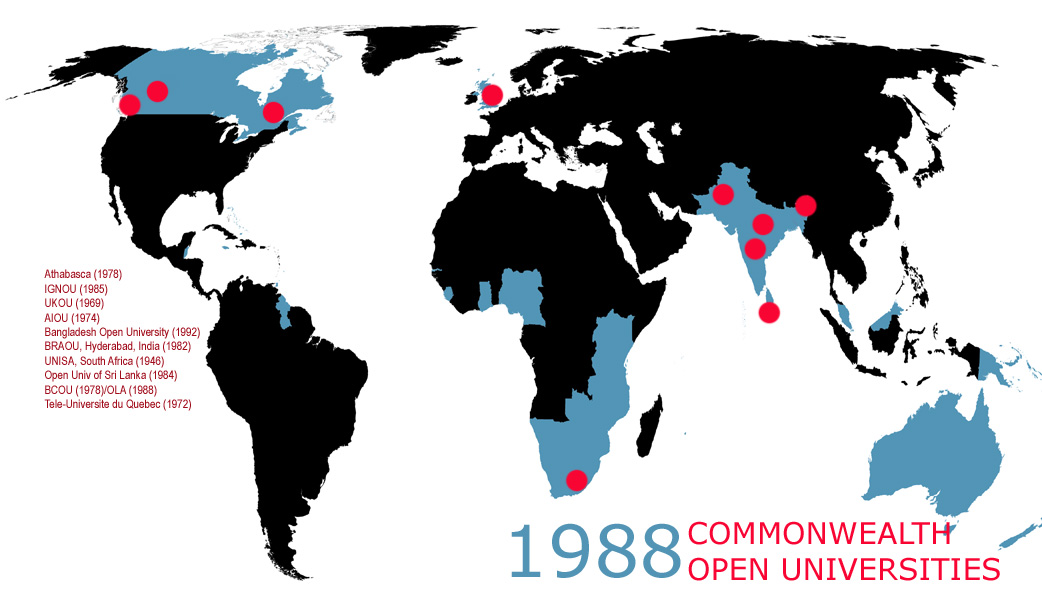 Athabasca (1978)
IGNOU (1985)
UKOU (1969)
AIOU (1974)
Bangladesh Open University (1992)
BRAOU, Hyderabad, India (1982)
UNISA, South Africa (1946)
Open Univ of Sri Lanka (1984)
BCOU (1978)/OLA (1988)
Tele-Universite du Quebec (1972)
1988 COMMONWEALTH
OPEN UNIVERSITIES